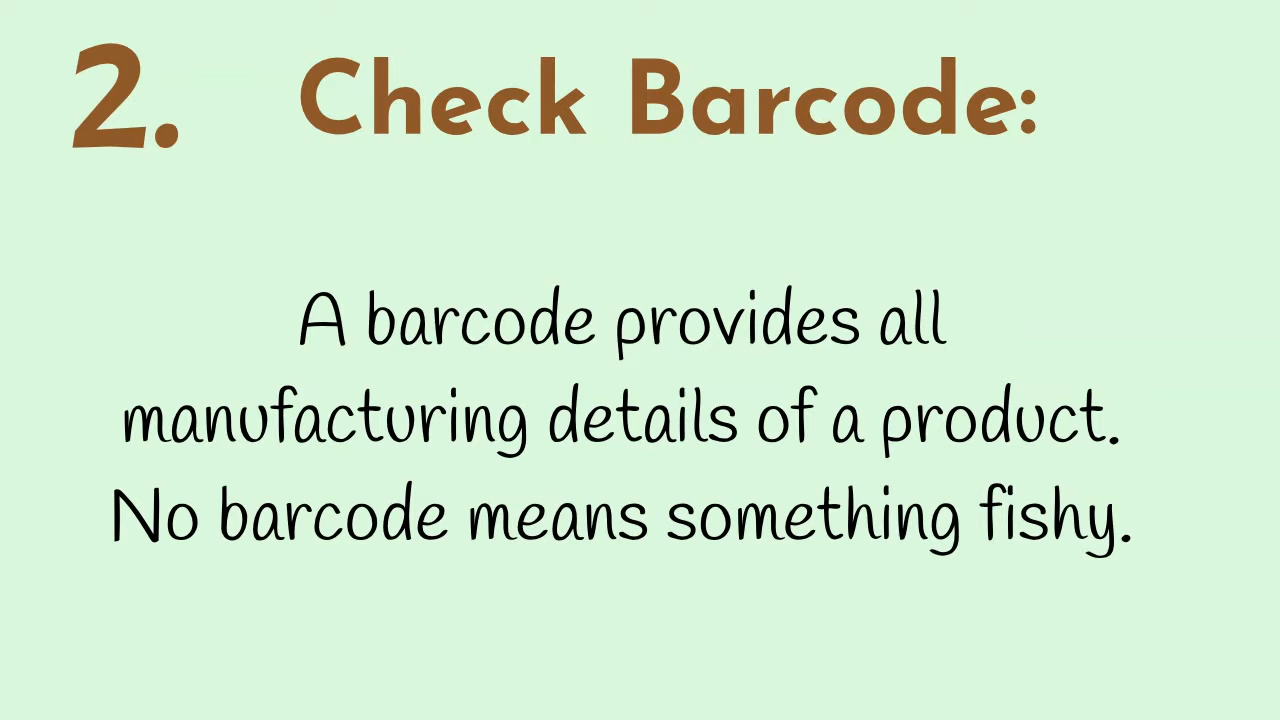 2. Check Barcode:
A barcode provides all
manufacturing details of a product.
No barcode means something fishy.